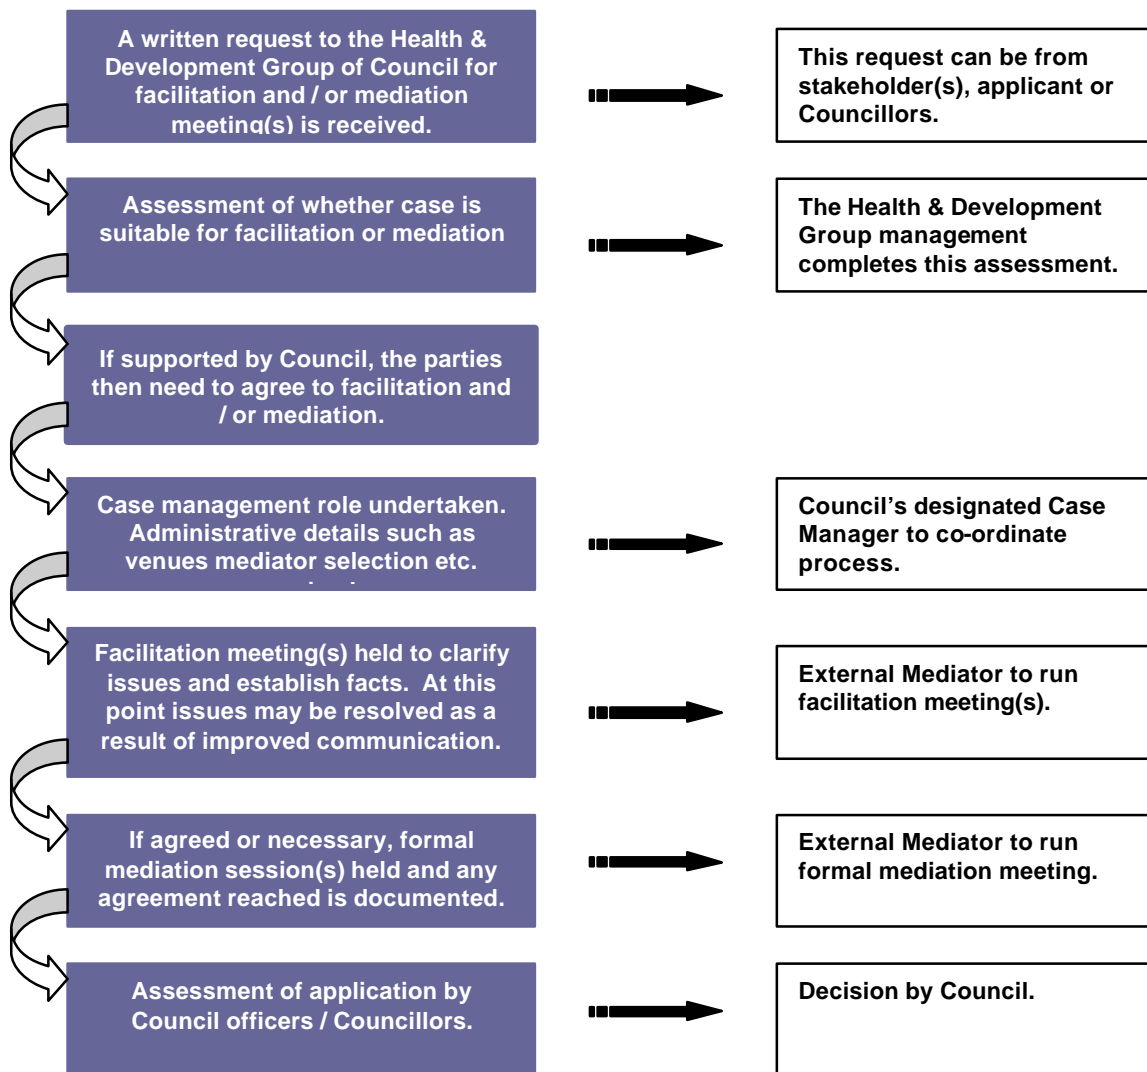 A written request to the Health &
Development Group of Council for
facilitation and / or mediation
meeting(s) is received.
This request can be from
stakeholder(s), applicant or
Councillors.
Assessment of whether case is
suitable for facilitation or mediation
The Health & Development
Group management
completes this assessment.
If supported by Council, the parties
then need to agree to facilitation and
/ or mediation.
Case management role undertaken.
Administrative details such as
venues mediator selection etc.
Council's designated Case
Manager to co-ordinate
process.
Facilitation meeting(s) held to clarify
issues and establish facts.  At this
point issues may be resolved as a
result of improved communication.
External Mediator to run
facilitation meeting(s).
If agreed or necessary, formal
mediation session(s) held and any
agreement reached is documented.
External Mediator to run
formal mediation meeting.
Assessment of application by
Council officers / Councillors.
Decision by Council.